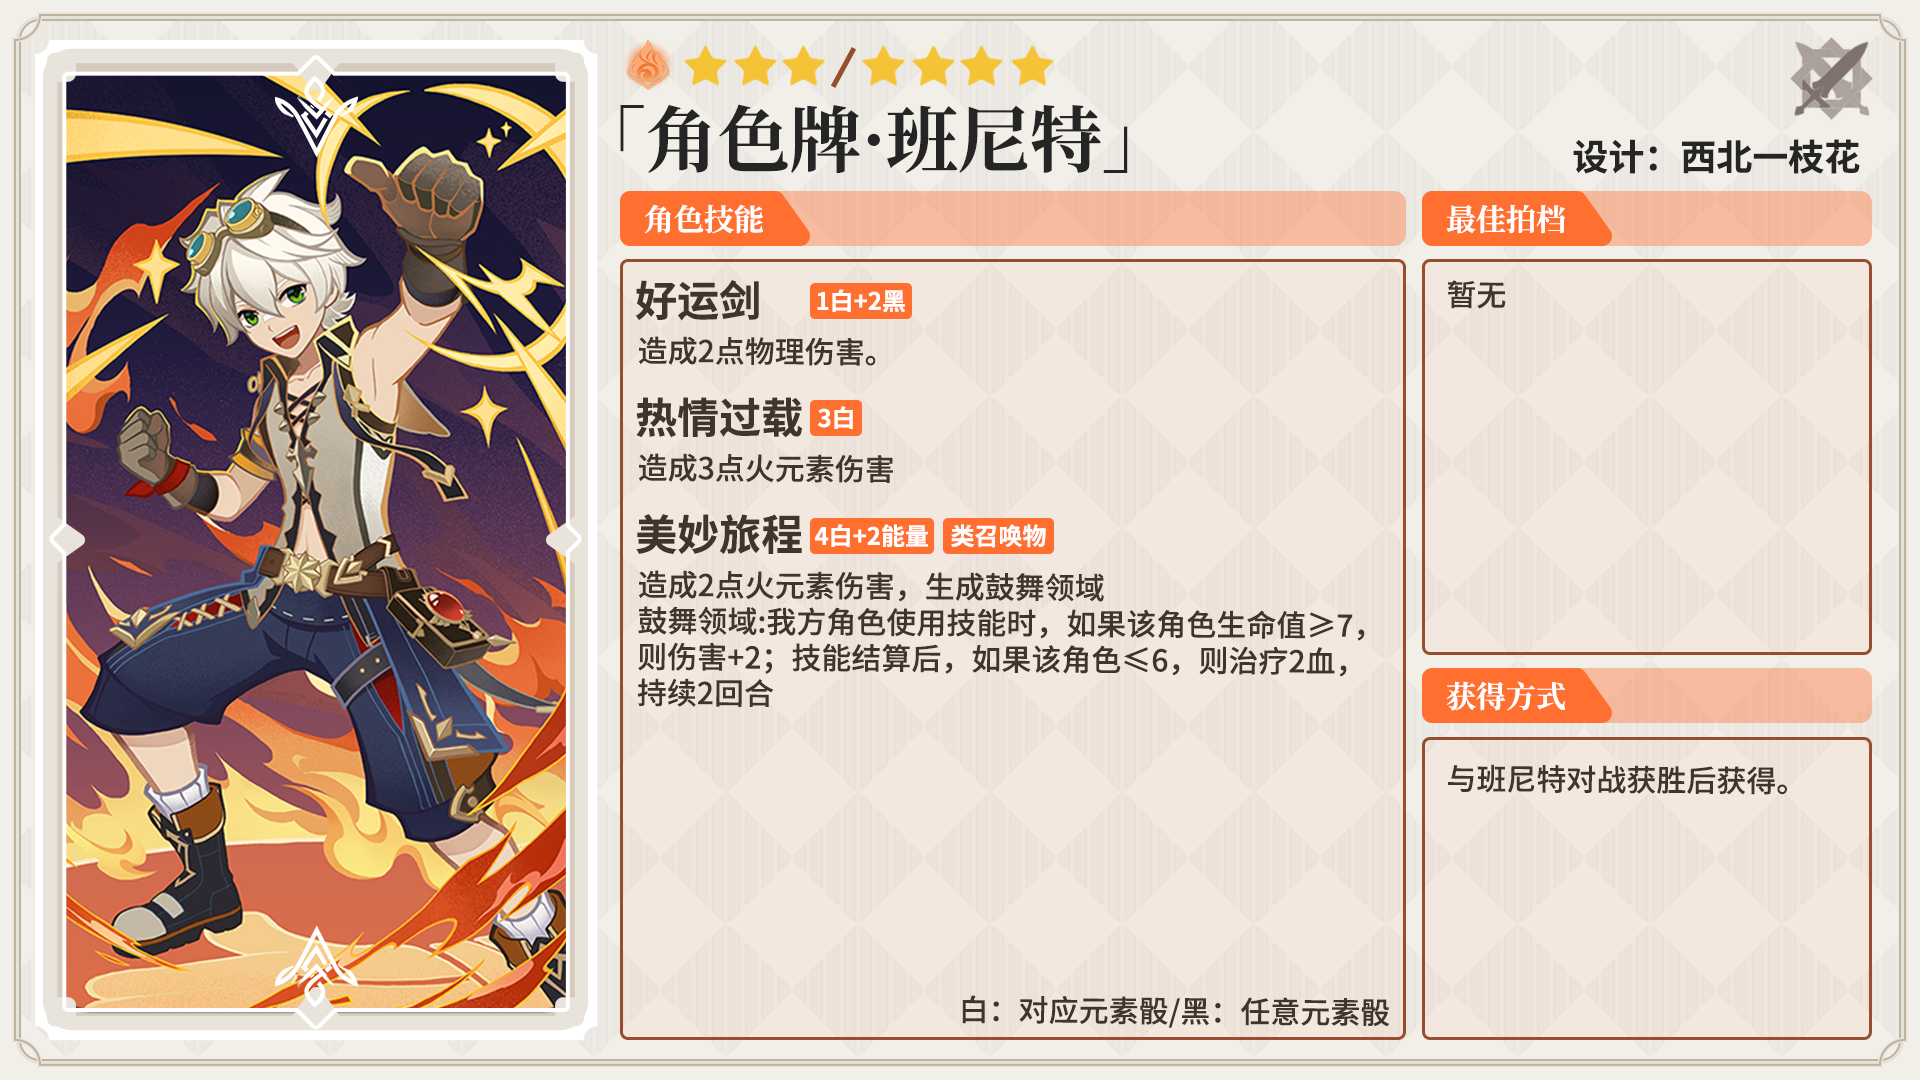 「角色牌·班尼特」
设计：西北一枝花
角色技能
好运剑 1白+2黑
造成2点物理伤害。
热情过载 3白
造成3点火元素伤害
美妙旅程 4白+2能量 类召唤物
造成2点火元素伤害，生成鼓舞领域
鼓舞领域:我方角色使用技能时，如果该角色生命值≥7，
则伤害+2；技能结算后，如果该角色≤6，则治疗2血，
持续2回合
白：对应元素骰/黑：任意元素骰
最佳拍档
暂无
获得方式
与班尼特对战获胜后获得。